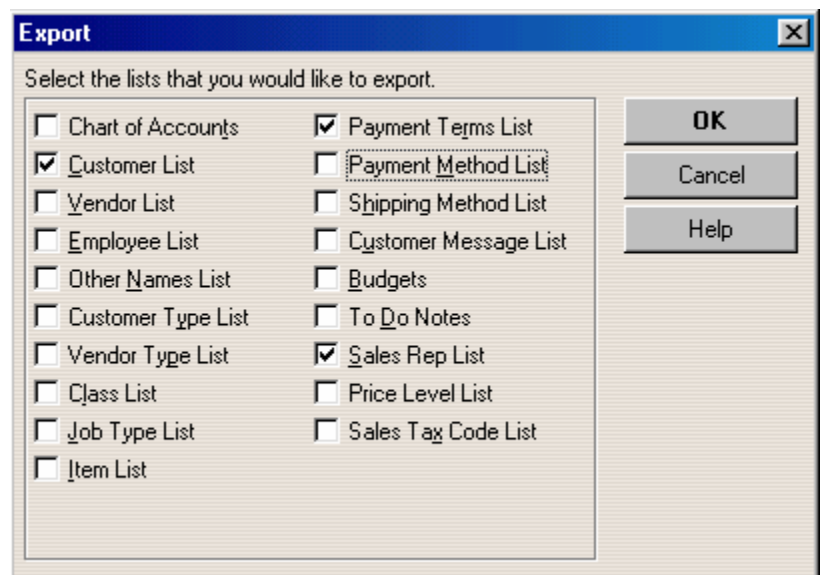 Export
Select the lists that you would like to export.
Chart of Accounts
Customer List
Vendor List
Employee List
Other Names List
Customer Type List
Vendor Type List
Class List
Job Type List
Item List
Payment Terms List
Payment Method List
Shipping Method List
Customer Message List
Budgets
To Do Notes
Sales Rep List
Price Level List
Sales Tax Code List
OK
Cancel
Help